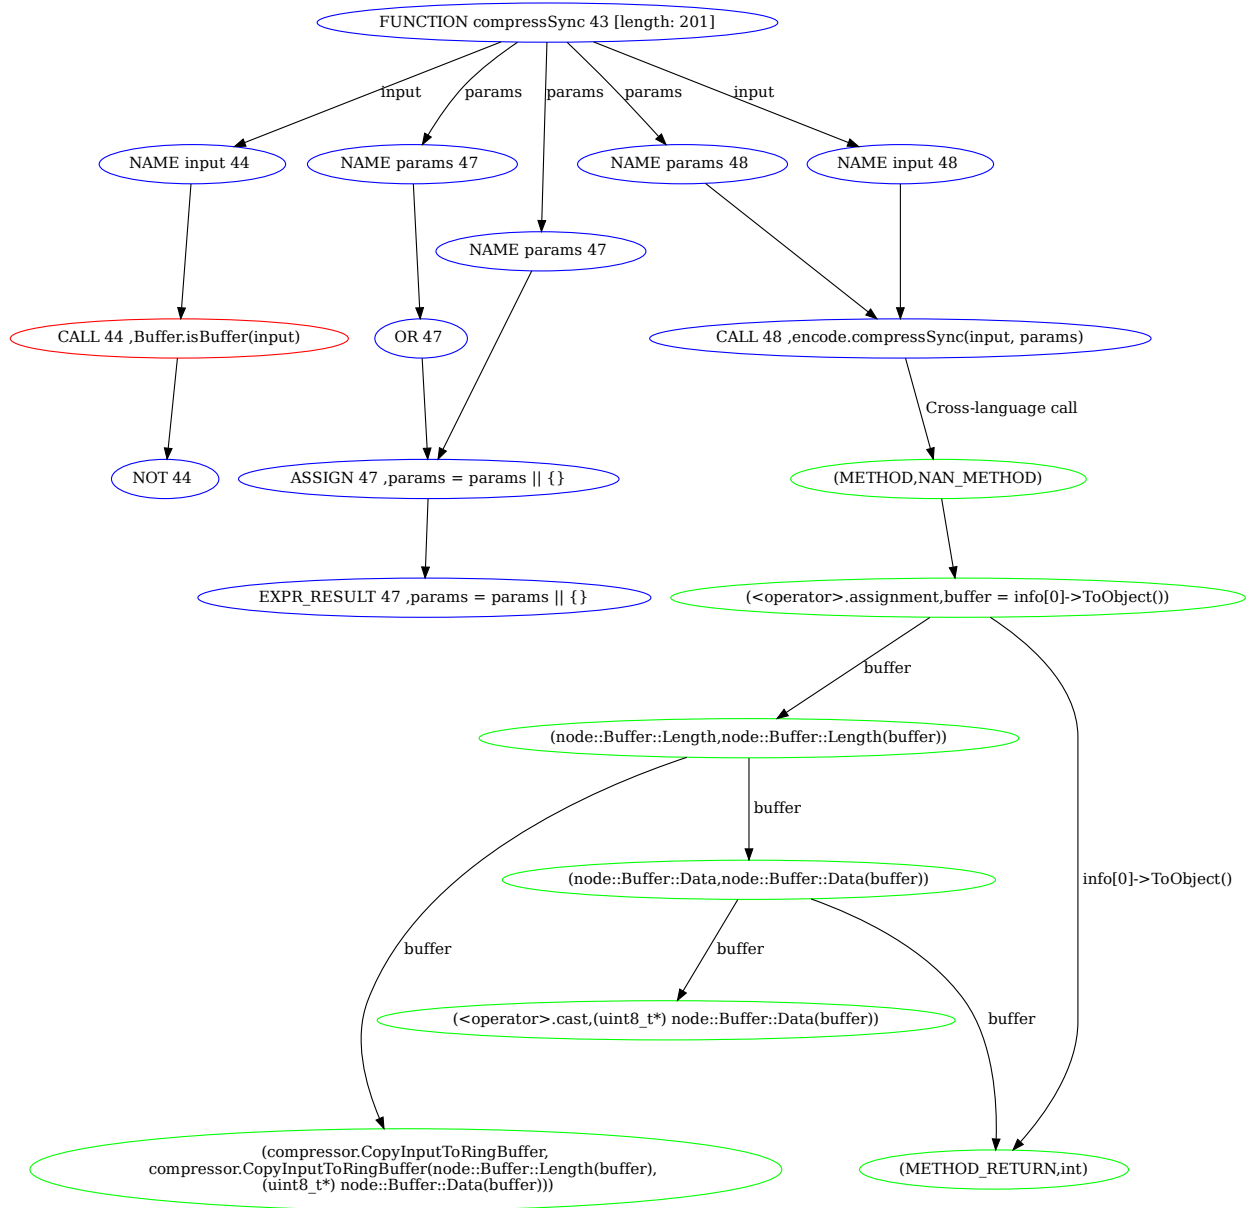 FUNCTION compressSync 43 [length: 201]
input
params
params
params
input
NAME input 44
NAME params 47
NAME params 48
NAME input 48
NAME params 47
CALL 44 ,Buffer.isBuffer(input)
OR 47
CALL 48 ,encode.compressSync(input, params)
Cross-language call
NOT 44
ASSIGN 47 ,params = params || {}
(METHOD,NAN_METHOD)
EXPR_RESULT 47 ,params = params || {}
(<operator>.assignment,buffer = info[0]->ToObject())
buffer
(node::Buffer::Length,node::Buffer::Length(buffer))
buffer
(node::Buffer::Data,node::Buffer::Data(buffer))
info[0]->ToObject()
buffer
buffer
(<operator>.cast,(uint8_t*) node::Buffer::Data(buffer))
buffer
(compressor.CopyInputToRingBuffer,
compressor.CopyInputToRingBuffer(node::Buffer::Length(buffer),
(uint8_t*) node::Buffer::Data(buffer)))
(METHOD_RETURN,int)